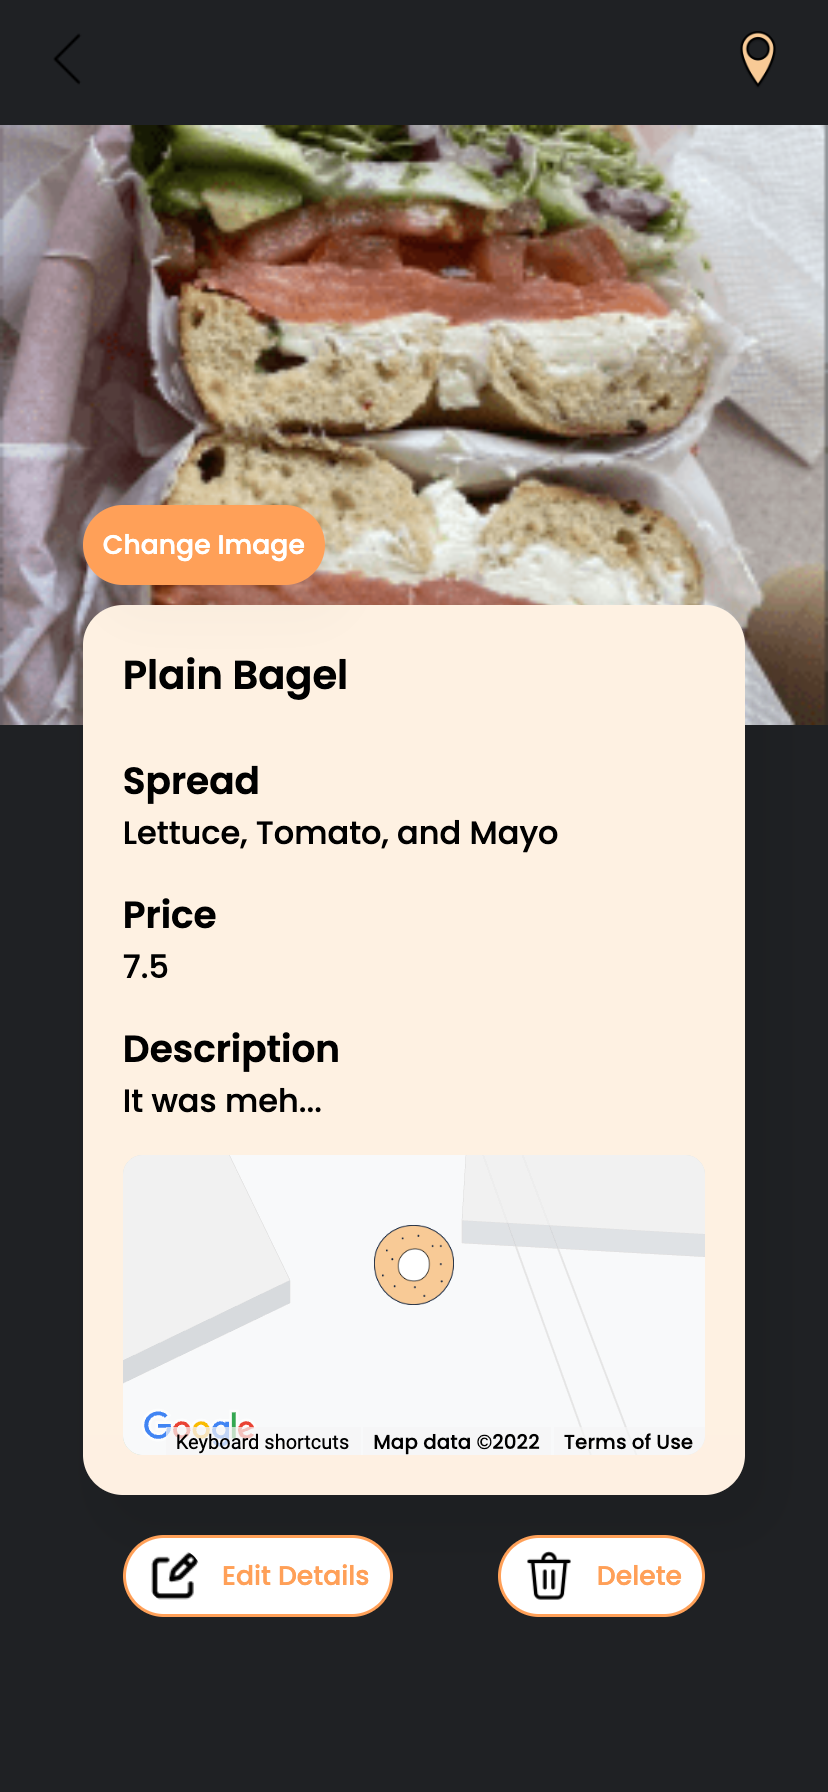 Change Image
Plain Bagel
Spread
Lettuce, Tomato, and Mayo
Price
7.5
Description
It was meh...
Google
Keyboard shortcuts
Map data ©2022
Terms of Use
Edit Details
Delete